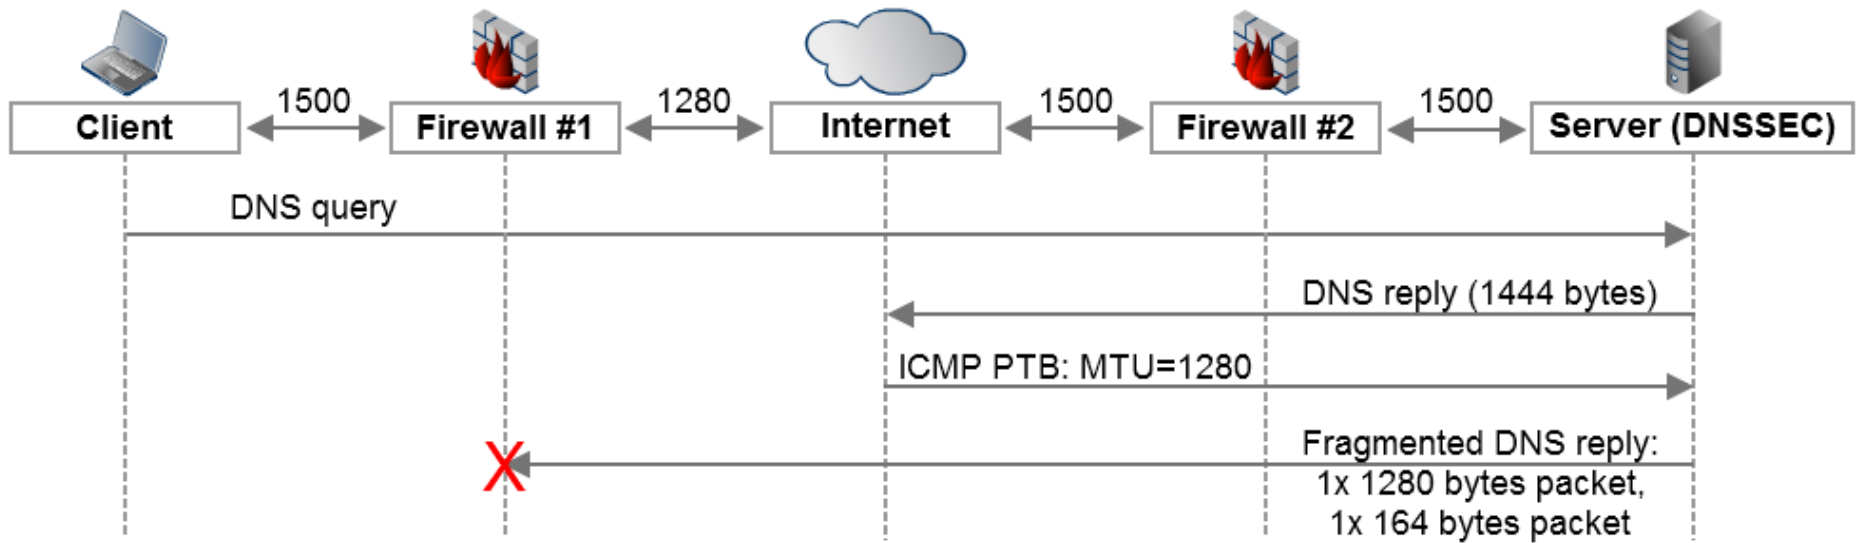 1500
1280
1500
1500
Client
Firewall #1
Internet
Firewall #2
Server (DNSSEC)
DNS query
DNS reply (1444 bytes)
ICMP PTB: MTU=1280
X
Fragmented DNS reply:
1x 1280 bytes packet,
1x 164 bytes packet